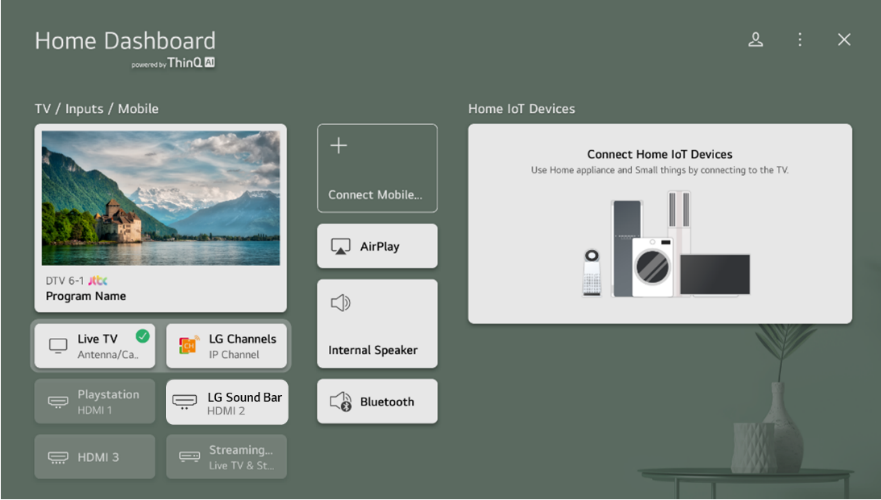 Home Dashboard
powered by ThinQ AI
TV / Inputs / Mobile
DTV 6-1 jtbc
Program Name
Live TV
Antenna/Ca..
LG Channels
IP Channel
CH
Playstation
HDMI 1
LG Sound Bar
HDMI 2
HDMI 3
Streaming...
Live TV & St...
Connect Mobile...
AirPlay
Internal Speaker
Bluetooth
Home IoT Devices
Connect Home IoT Devices
Use Home appliance and Small things by connecting to the TV.